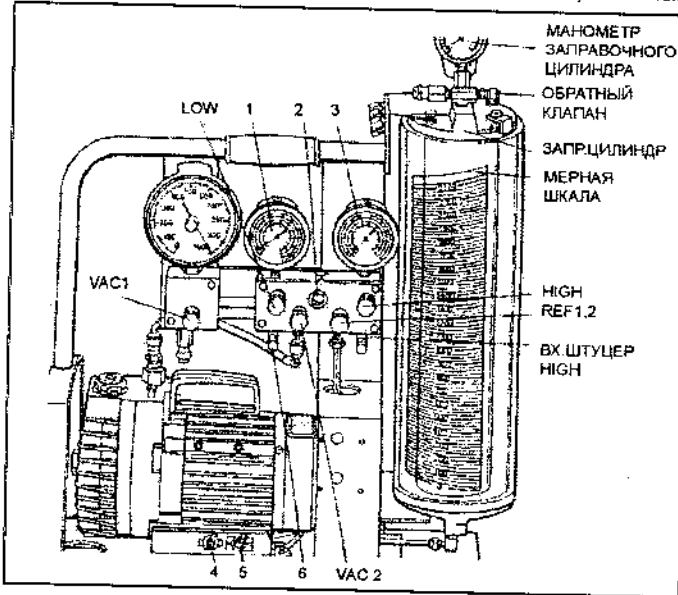 МАНОМЕТР
ЗАПРАВОЧНОГО
ЦИЛИНДРА
ОБРАТНЫЙ
КЛАПАН
LOW 1 2 3
ЗАПР.ЦИЛИНДР
МЕРНАЯ
ШКАЛА
VAC1
HIGH
REF1,2
ВХ.ШТУЦЕР
HIGH
4 5 6 VAC 2